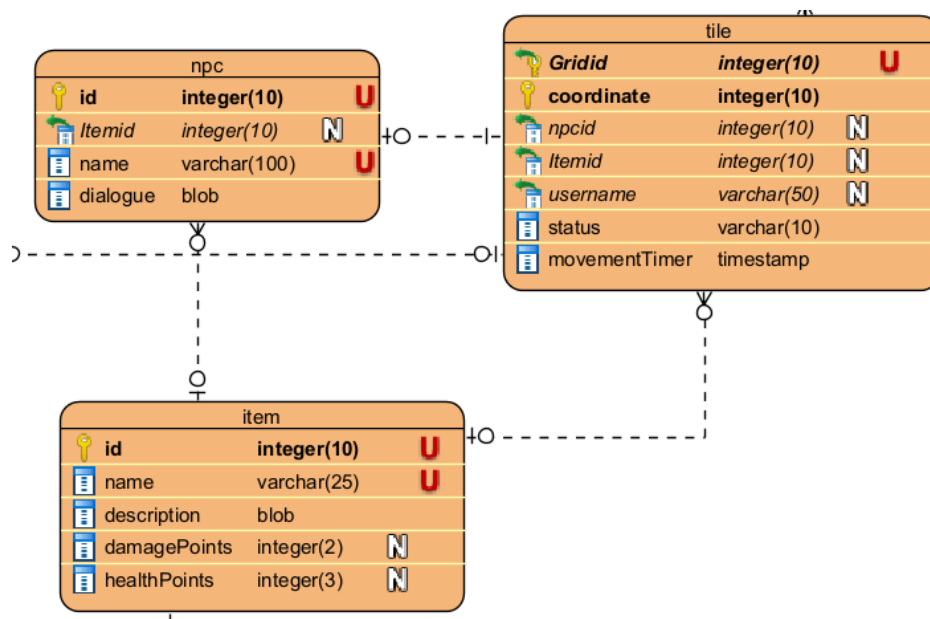 npc
id integer(10) U
Itemid integer(10) N
name varchar(100) U
dialogue blob
tile
Gridid integer(10) U
coordinate integer(10)
npcid integer(10) N
Itemid integer(10) N
username varchar(50) N
status varchar(10)
movementTimer timestamp
item
id integer(10) U
name varchar(25) U
description blob
damagePoints integer(2) N
healthPoints integer(3) N